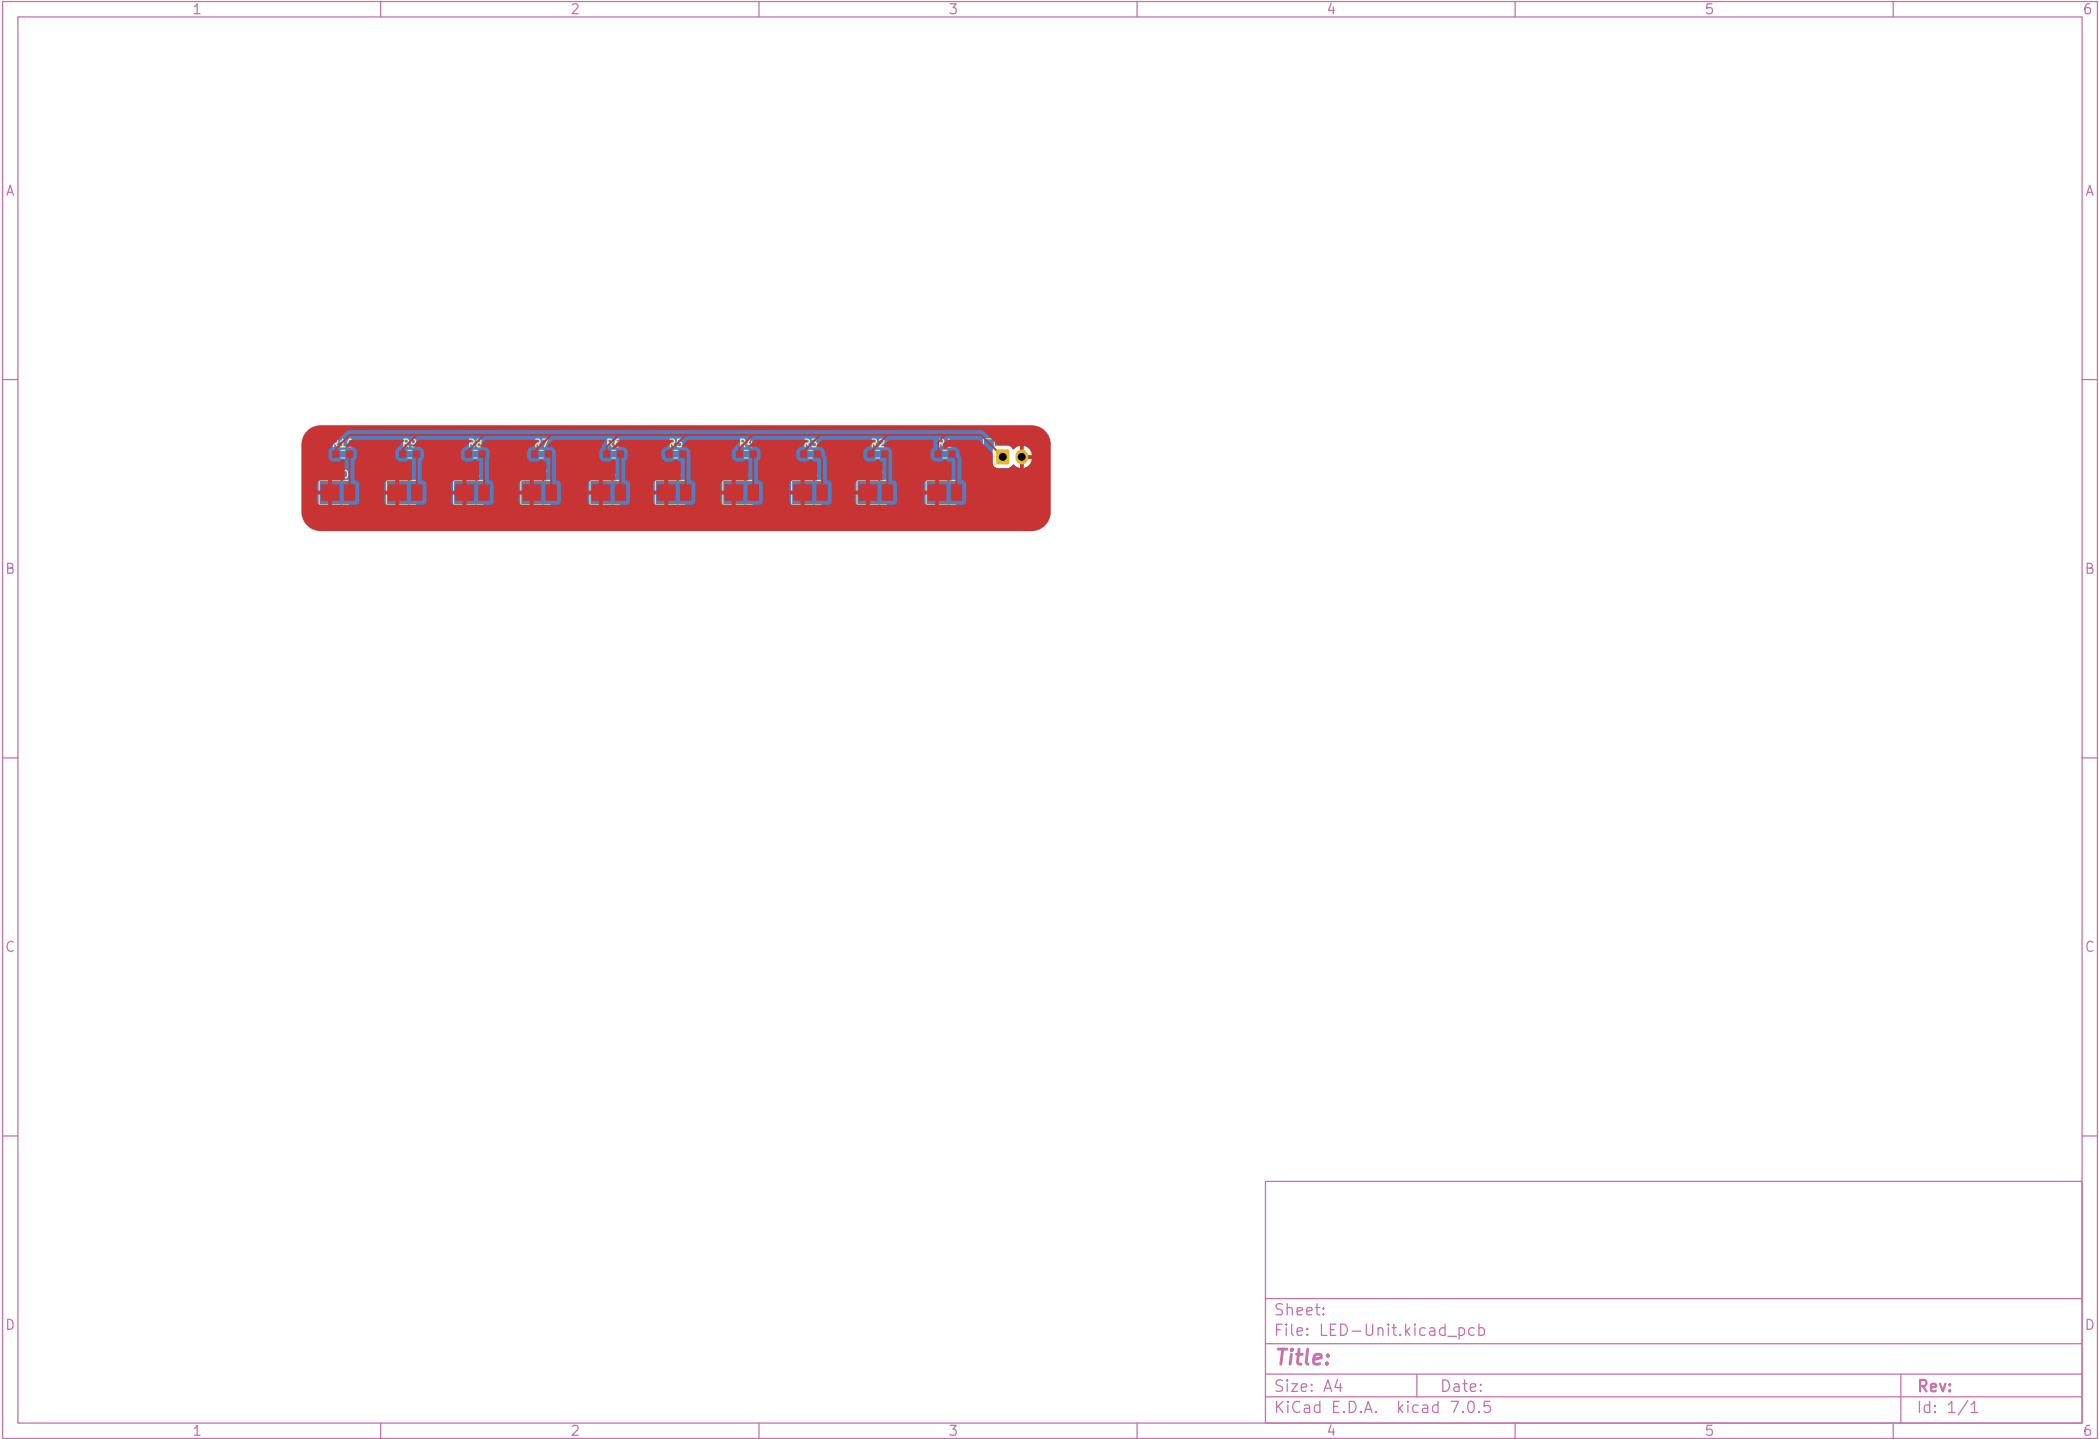 1 2 3 4 5 6
A A
R9 R8 R7 R6 R5 R4 R3 R2
B B
C C
Sheet:
File: LED-Unit.kicad_pcb
D D
Title:
Size: A4 Date: Rev:
KiCad E.D.A. kicad 7.0.5 Id: 1/1
1 2 3 4 5 6